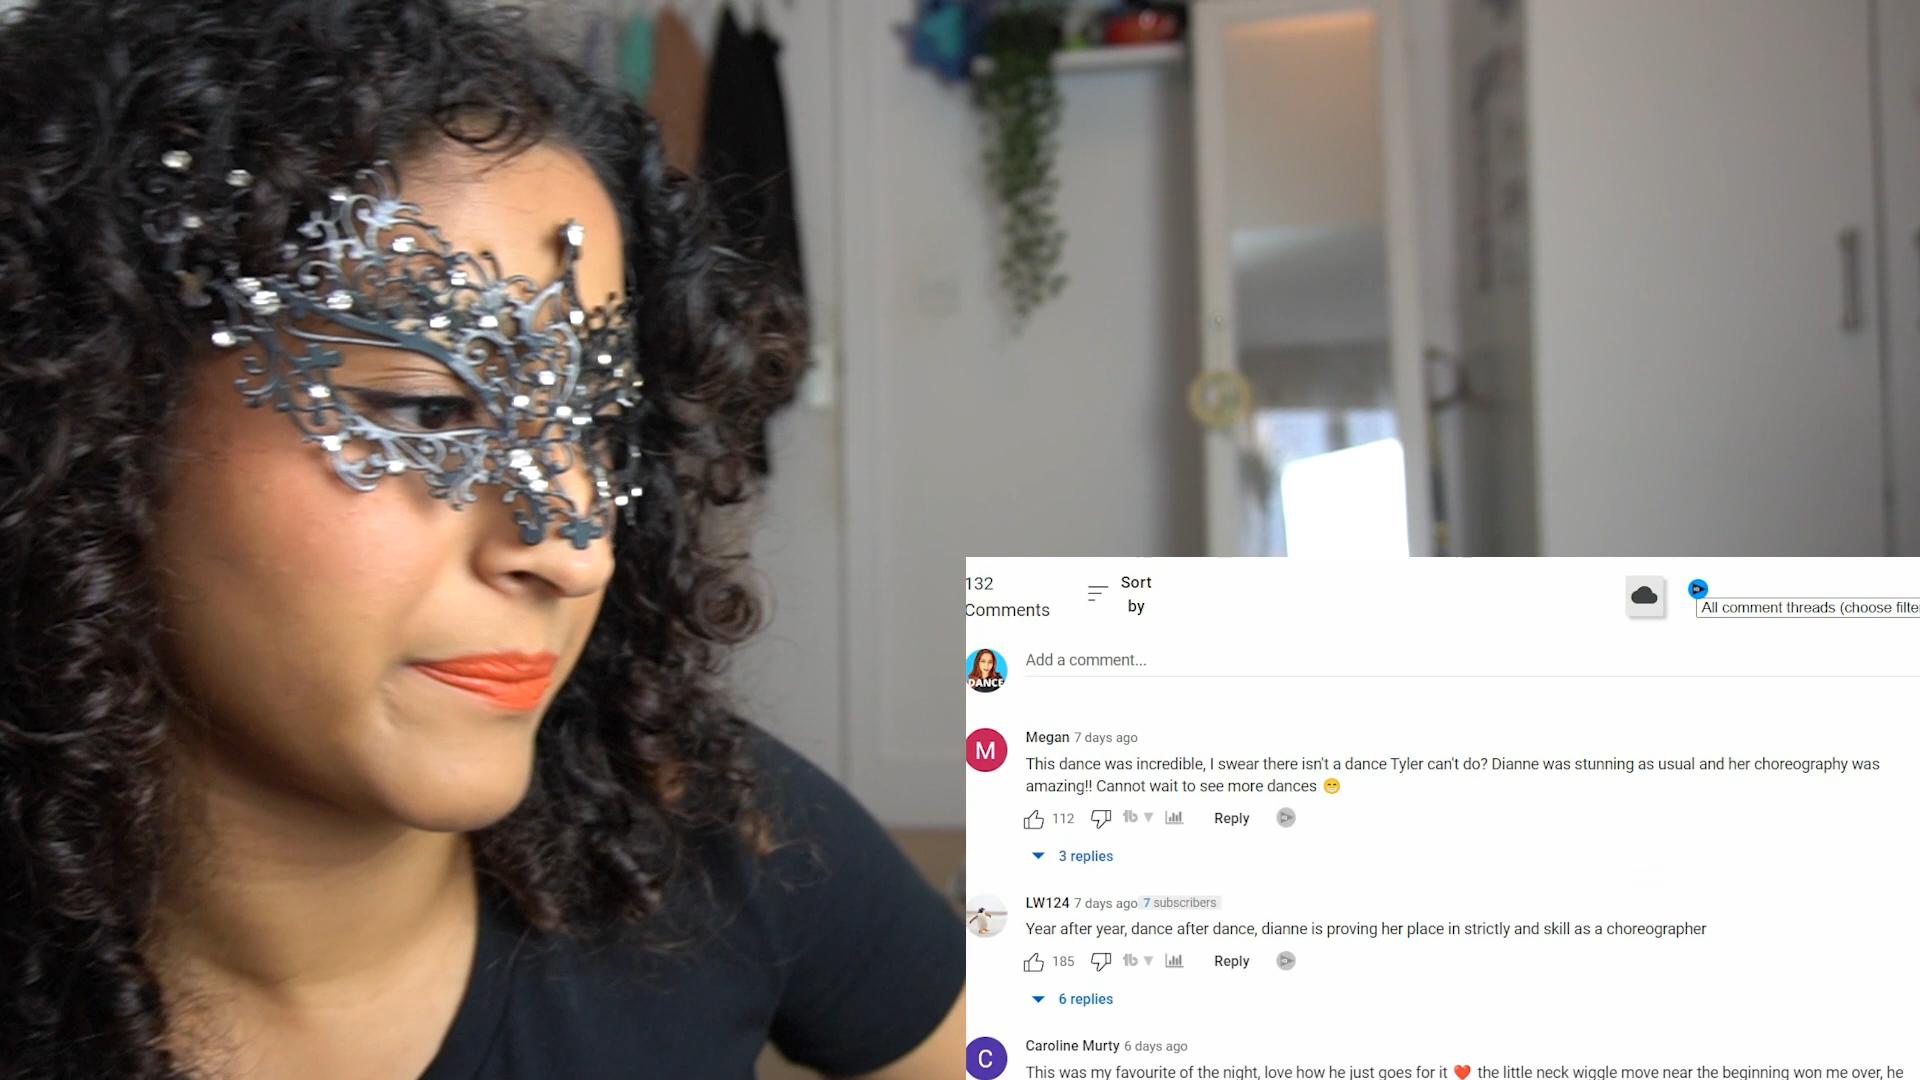 132
Comments
Sort
by
All comment threads (choose filte
DANCE
Add a comment...
M
Megan 7 days ago
This dance was incredible, I swear there isn't a dance Tyler can't do? Dianne was stunning as usual and her choreography was
amazing!! Cannot wait to see more dances 😁
112 Reply
3 replies
LW124 7 days ago 7 subscribers
Year after year, dance after dance, dianne is proving her place in strictly and skill as a choreographer
185 Reply
6 replies
C
Caroline Murty 6 days ago
This was my favourite of the night, love how he just goes for it ❤️ the little neck wiggle move near the beginning won me over, he